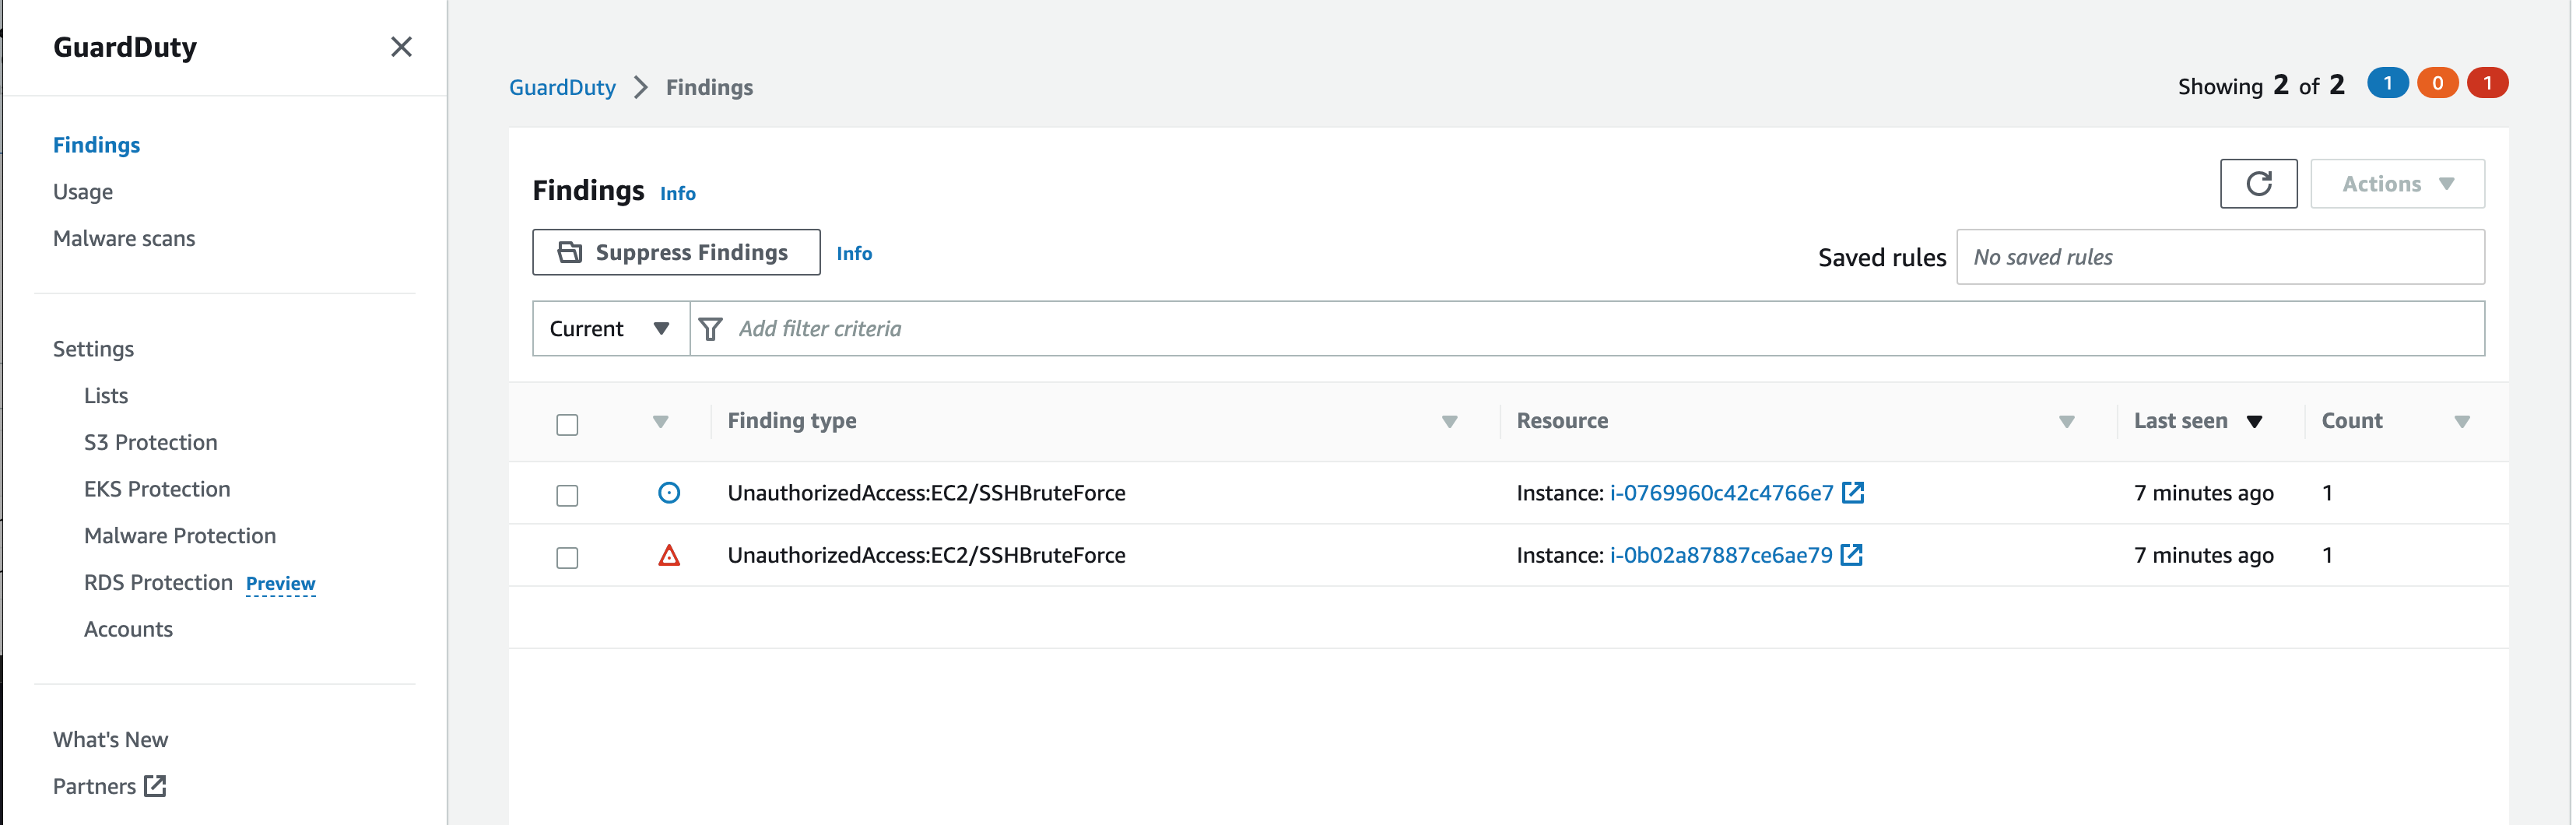 GuardDuty
Findings
Usage
Malware scans
Settings
Lists
S3 Protection
EKS Protection
Malware Protection
RDS Protection Preview
Accounts
What's New
Partners
GuardDuty Findings
Showing 2 of 2 1 0 1
Findings Info
Actions
Suppress Findings Info
Saved rules No saved rules
Current Add filter criteria
Finding type Resource Last seen Count
UnauthorizedAccess:EC2/SSHBruteForce Instance: i-0769960c42c4766e7 7 minutes ago 1
UnauthorizedAccess:EC2/SSHBruteForce Instance: i-0b02a87887ce6ae79 7 minutes ago 1